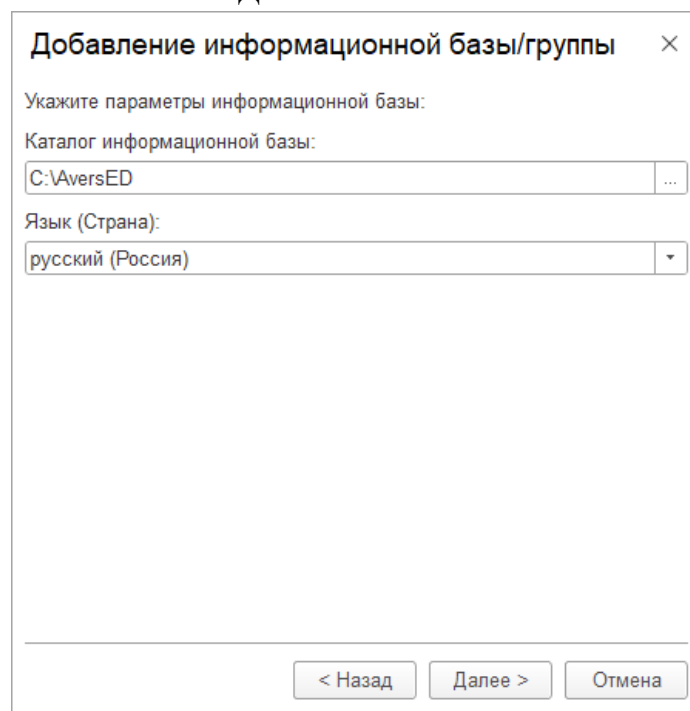 Добавление информационной базы/группы
Укажите параметры информационной базы:
Каталог информационной базы:
C:\AversED
...
Язык (Страна):
русский (Россия)
< Назад Далее > Отмена